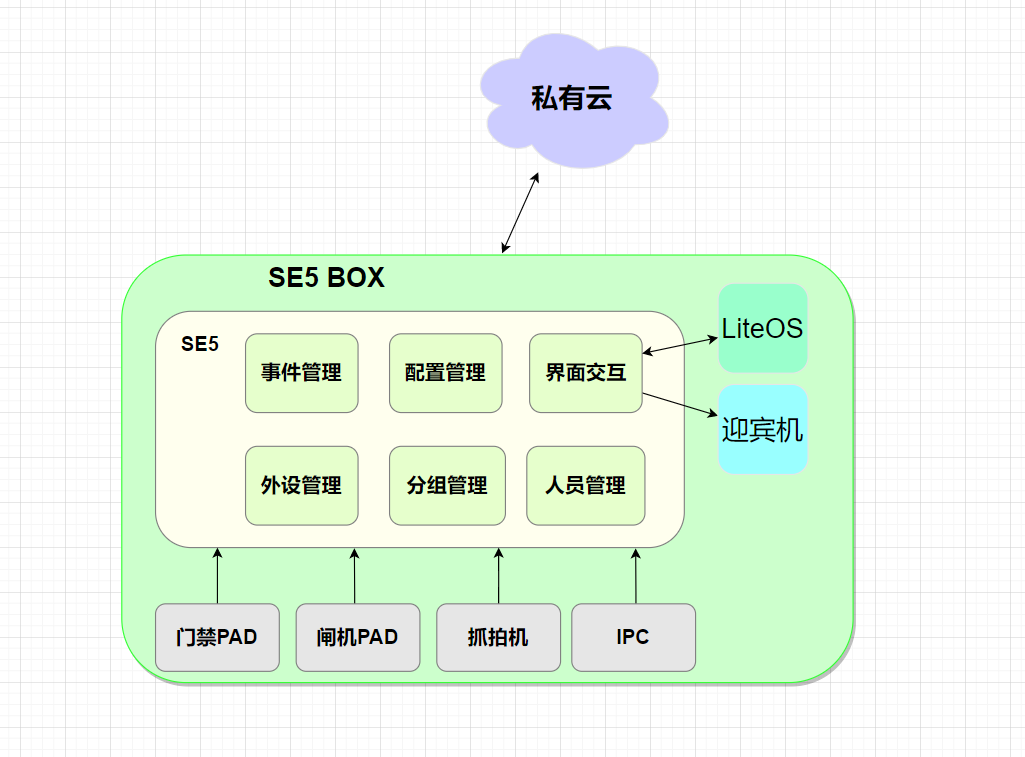 私有云
SE5 BOX
SE5
事件管理
配置管理
界面交互
LiteOS
迎宾机
外设管理
分组管理
人员管理
门禁PAD
闸机PAD
抓拍机
IPC